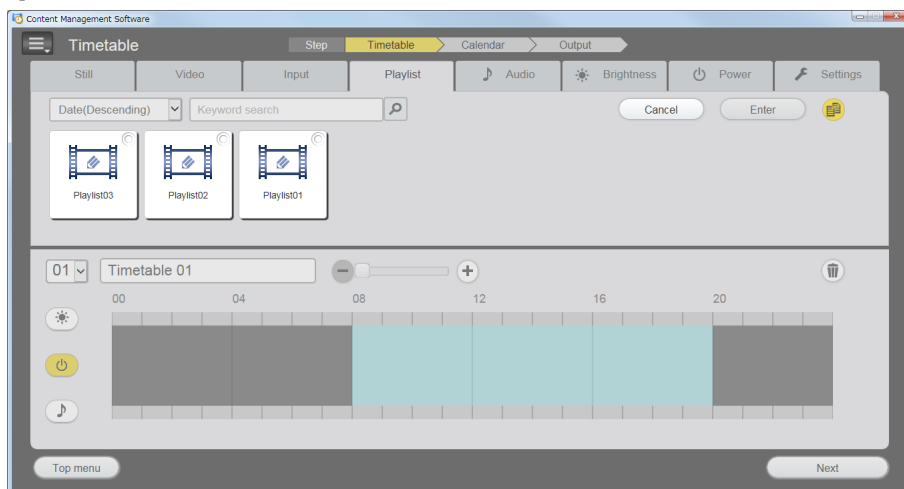 Content Management Software
Timetable
Step Timetable Calendar Output
Still Video Input Playlist Audio Brightness Power Settings
Date(Descending) Keyword search Cancel Enter
Playlist03 Playlist02 Playlist01
01 Timetable 01
00 04 08 12 16 20
Top menu Next